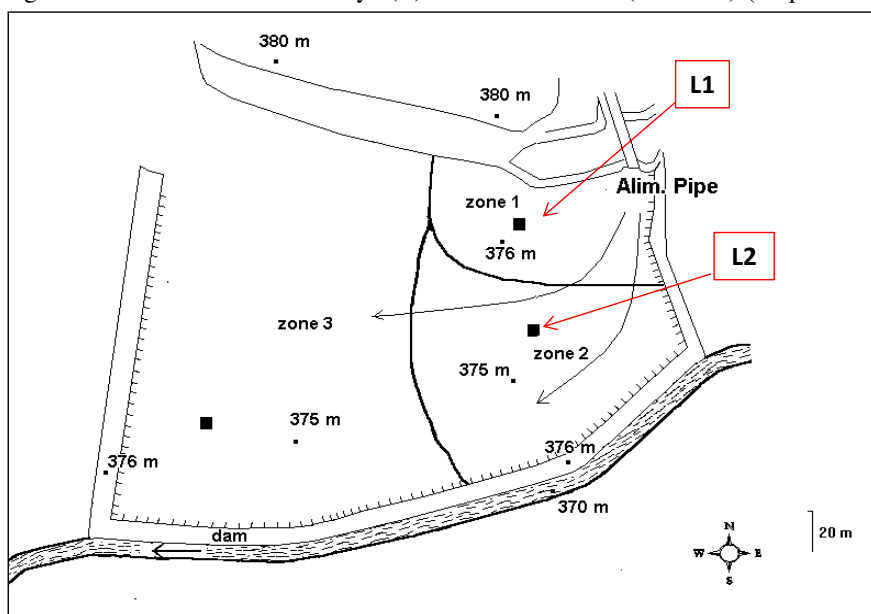 380 m
380 m
L1
Alim. Pipe
zone 1
376 m
L2
zone 3
zone 2
375 m
375 m
376 m
376 m
370 m
dam
N
W E
S
20 m